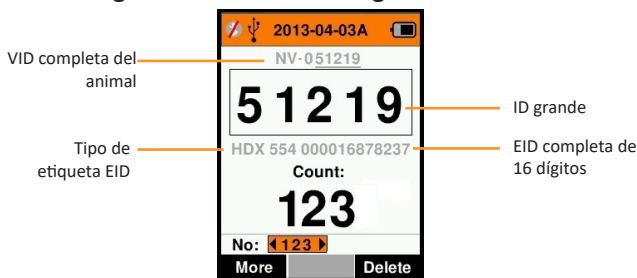 2013-04-03A
VID completa del
animal
NV-051219
51219
ID grande
Tipo de
etiqueta EID
HDX 554 000016878237
EID completa de
16 dígitos
Count:
123
No: 123
More Delete